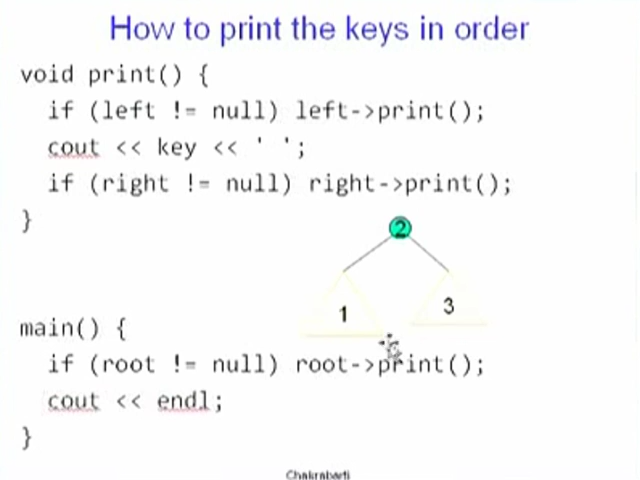 How to print the keys in order
void print() {
if (left != null) left->print();
cout << key << ' ';
if (right != null) right->print();
}
2
1
3
main() {
if (root != null) root->print();
cout << endl;
}
Chakrabarti